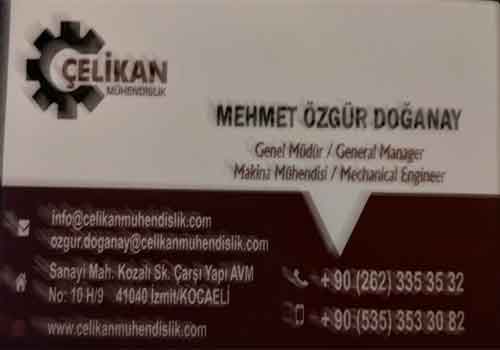 ÇELİKAN
MÜHENDİSLİK
MEHMET ÖZGÜR DOĞANAY
Genel Müdür / General Manager
Makina Mühendisi / Mechanical Engineer
info@celikanmuhendislik.com
ozgur.doganay@celikanmuhendislik.com
Sanayi Mah. Kozalı Sk. Çarşı Yapı AVM
No: 10 H/9 41040 İzmit/KOCAELİ
www.celikanmuhendislik.com
+90 (262) 335 35 32
+90 (535) 353 30 82